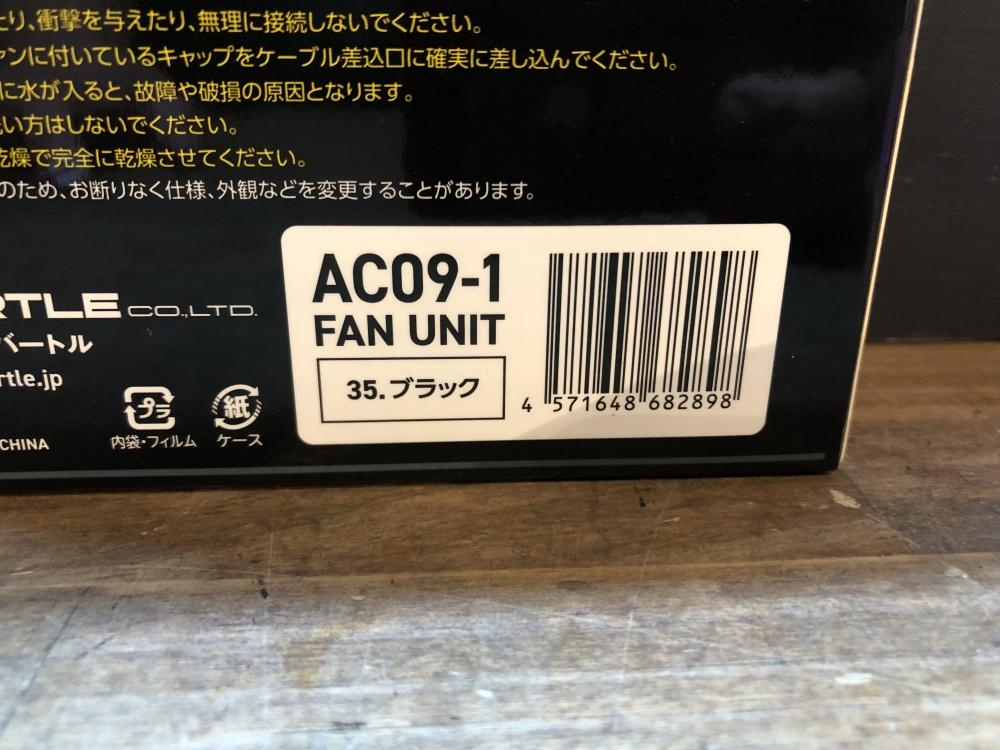 たり、衝撃を与えたり、無理に接続しないでください。
ァンに付いているキャップをケーブル差込口に確実に差し込んでください。
に水が入ると、故障や破損の原因となります。
洗い方はしないでください。
乾燥で完全に乾燥させてください。
のため、お断りなく仕様、外観などを変更することがあります。
RTLE CO.,LTD.
バートル
rtle.jp
CHINA
プラ
内袋・フィルム
紙
ケース
AC09-1
FAN UNIT
35.ブラック
4 571648 682898